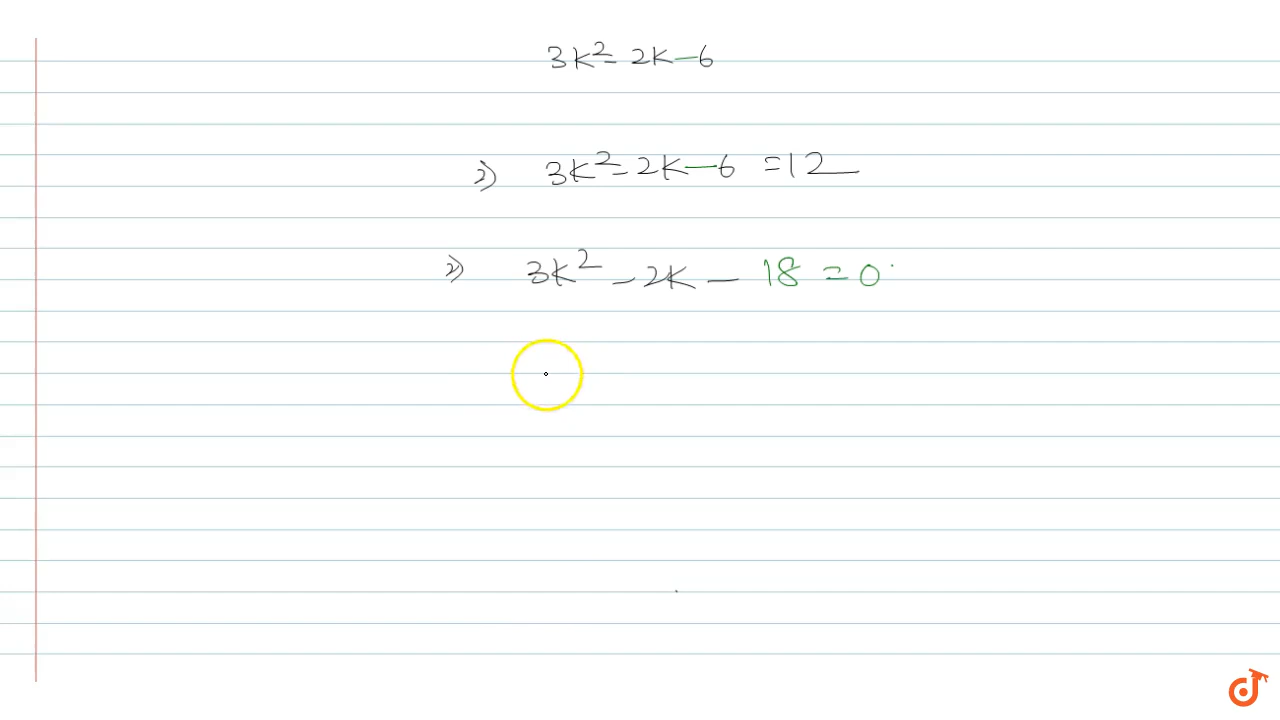 3k² - 2k - 6
⇒ 3k² - 2k - 6 = 12
⇒ 3k² - 2k - 18 = 0